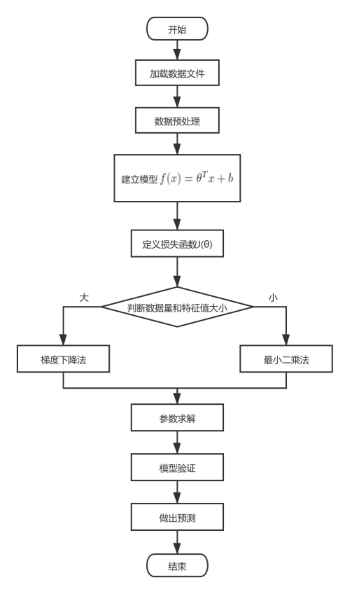 开始
加载数据文件
数据预处理
建立模型 f(x) = θ^T x + b
定义损失函数J(θ)
大
判断数据量和特征值大小
小
梯度下降法
最小二乘法
参数求解
模型验证
做出预测
结束